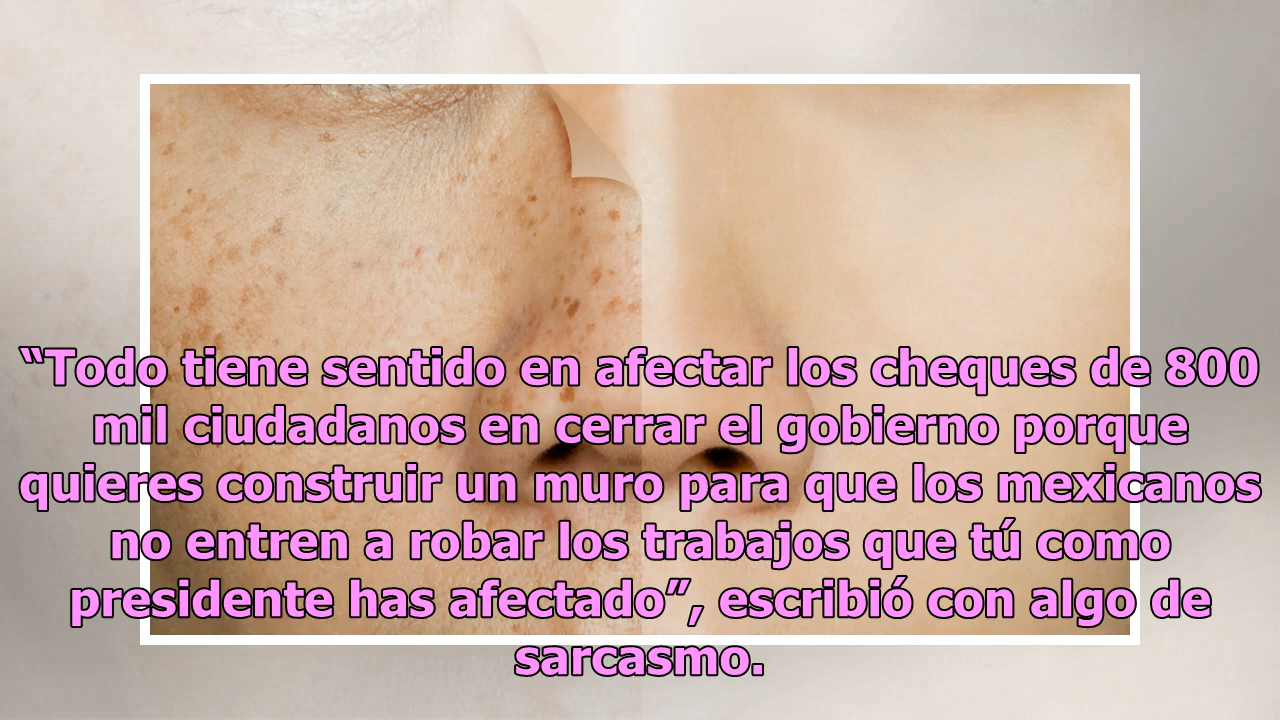 “Todo tiene sentido en afectar los cheques de 800
mil ciudadanos en cerrar el gobierno porque
quieres construir un muro para que los mexicanos
no entren a robar los trabajos que tú como
presidente has afectado”, escribió con algo de
sarcasmo.